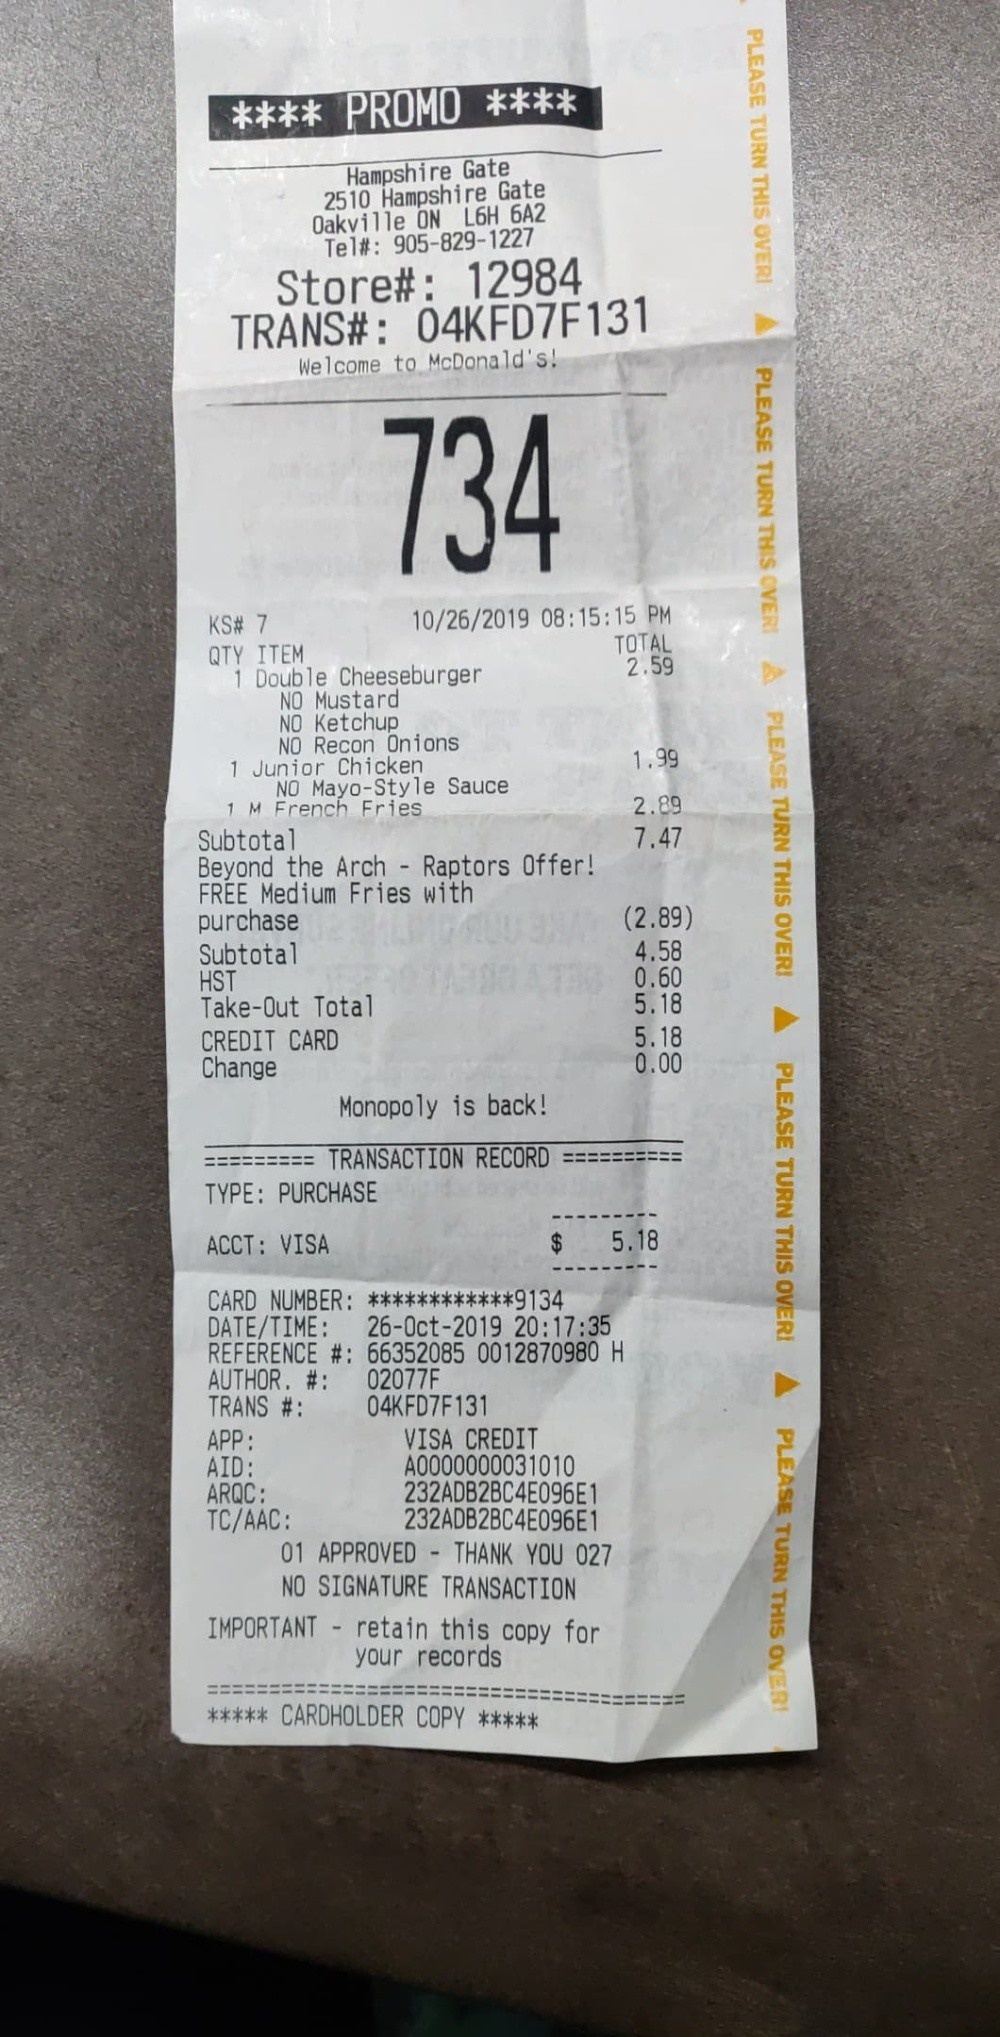 **** PROMO ****
Hampshire Gate
2510 Hampshire Gate
Oakville ON L6H 6A2
Tel#: 905-829-1227
Store#: 12984
TRANS#: 04KFD7F131
Welcome to McDonald's!
734
KS# 7 10/26/2019 08:15:15 PM
QTY ITEM TOTAL
1 Double Cheeseburger 2.59
NO Mustard
NO Ketchup
NO Recon Onions
1 Junior Chicken 1.99
NO Mayo-Style Sauce
1 M French Fries 2.89
Subtotal 7.47
Beyond the Arch - Raptors Offer!
FREE Medium Fries with
purchase (2.89)
Subtotal 4.58
HST 0.60
Take-Out Total 5.18
CREDIT CARD 5.18
Change 0.00
Monopoly is back!
========= TRANSACTION RECORD ==========
TYPE: PURCHASE
ACCT: VISA $ 5.18
CARD NUMBER: ************9134
DATE/TIME: 26-Oct-2019 20:17:35
REFERENCE #: 66352085 0012870980 H
AUTHOR. #: 02077F
TRANS #: 04KFD7F131
APP: VISA CREDIT
AID: A0000000031010
ARQC: 232ADB2BC4E096E1
TC/AAC: 232ADB2BC4E096E1
01 APPROVED - THANK YOU 027
NO SIGNATURE TRANSACTION
IMPORTANT - retain this copy for
your records
***** CARDHOLDER COPY *****
PLEASE TURN THIS OVER!
PLEASE TURN THIS OVER!
PLEASE TURN THIS OVER!
PLEASE TURN THIS OVER!
PLEASE TURN THIS OVER!